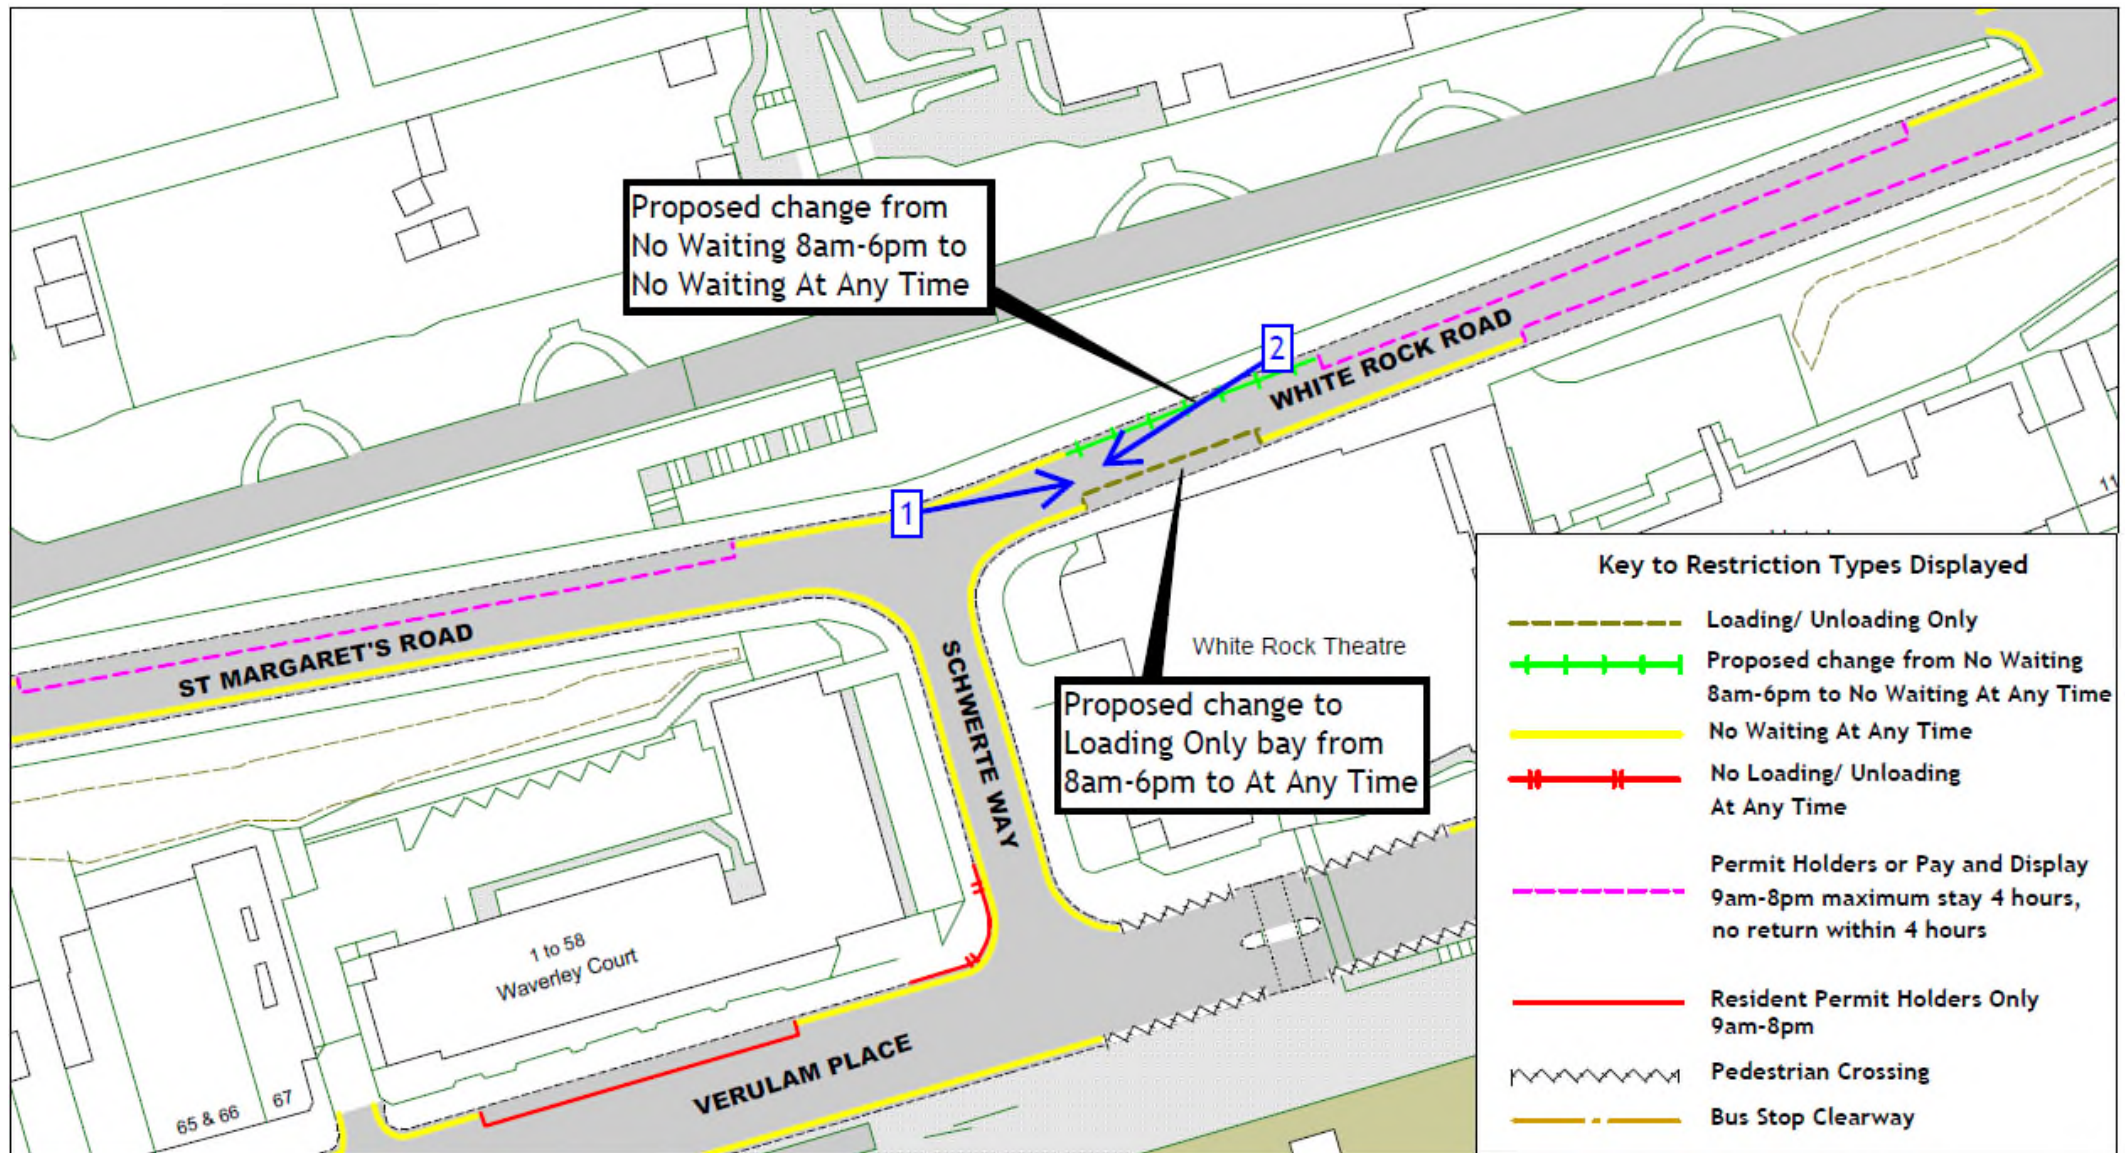 Proposed change from
No Waiting 8am-6pm to
No Waiting At Any Time
2
WHITE ROCK ROAD
1
11
ST MARGARET'S ROAD
SCHWERTE WAY
White Rock Theatre
Proposed change to
Loading Only bay from
8am-6pm to At Any Time
1 to 58
Waverley Court
VERULAM PLACE
65 & 66
67
Key to Restriction Types Displayed
Loading/ Unloading Only
Proposed change from No Waiting
8am-6pm to No Waiting At Any Time
No Waiting At Any Time
No Loading/ Unloading
At Any Time
Permit Holders or Pay and Display
9am-8pm maximum stay 4 hours,
no return within 4 hours
Resident Permit Holders Only
9am-8pm
Pedestrian Crossing
Bus Stop Clearway